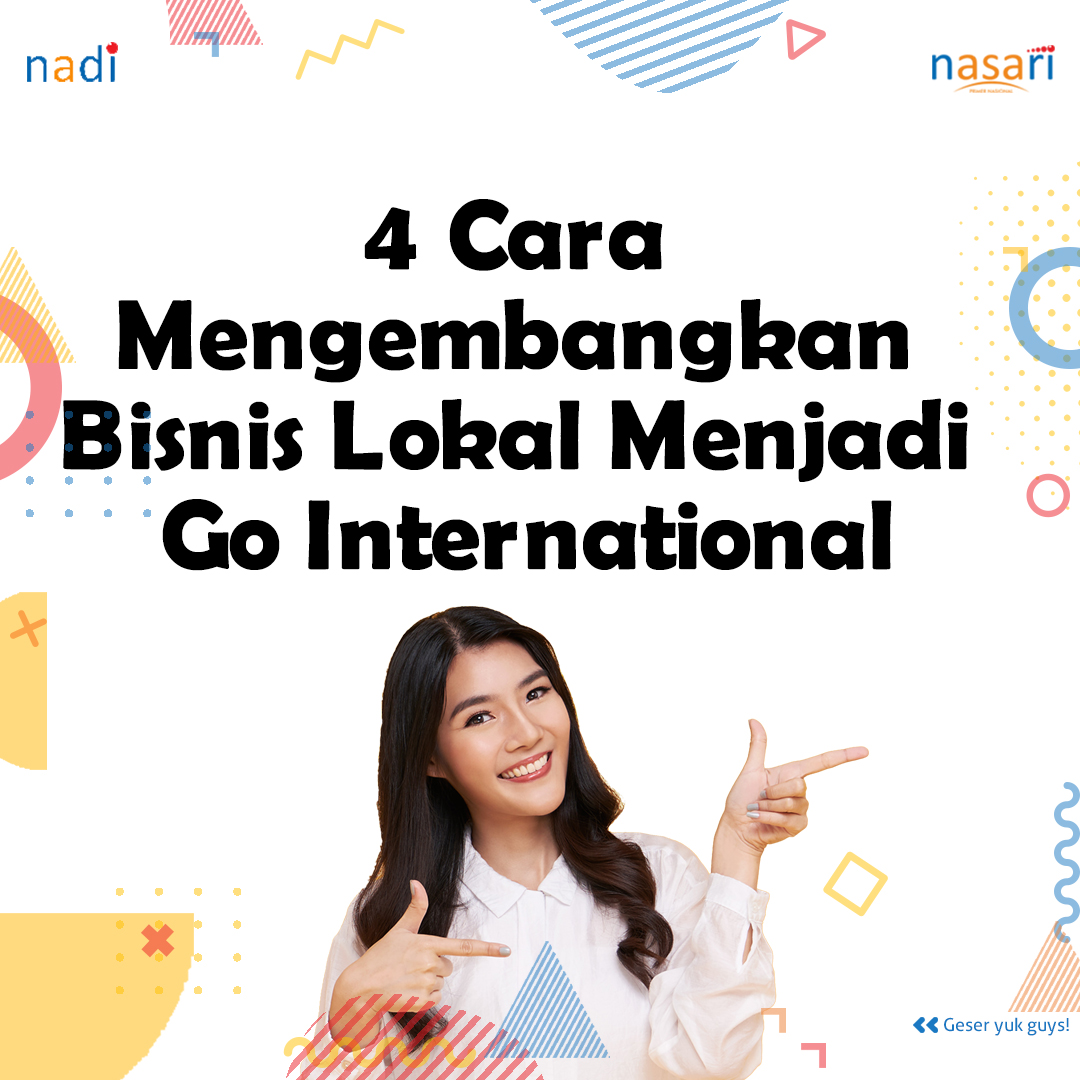 nadi
nasari
4 Cara
Mengembangkan
Bisnis Lokal Menjadi
Go International
Geser yuk guys!